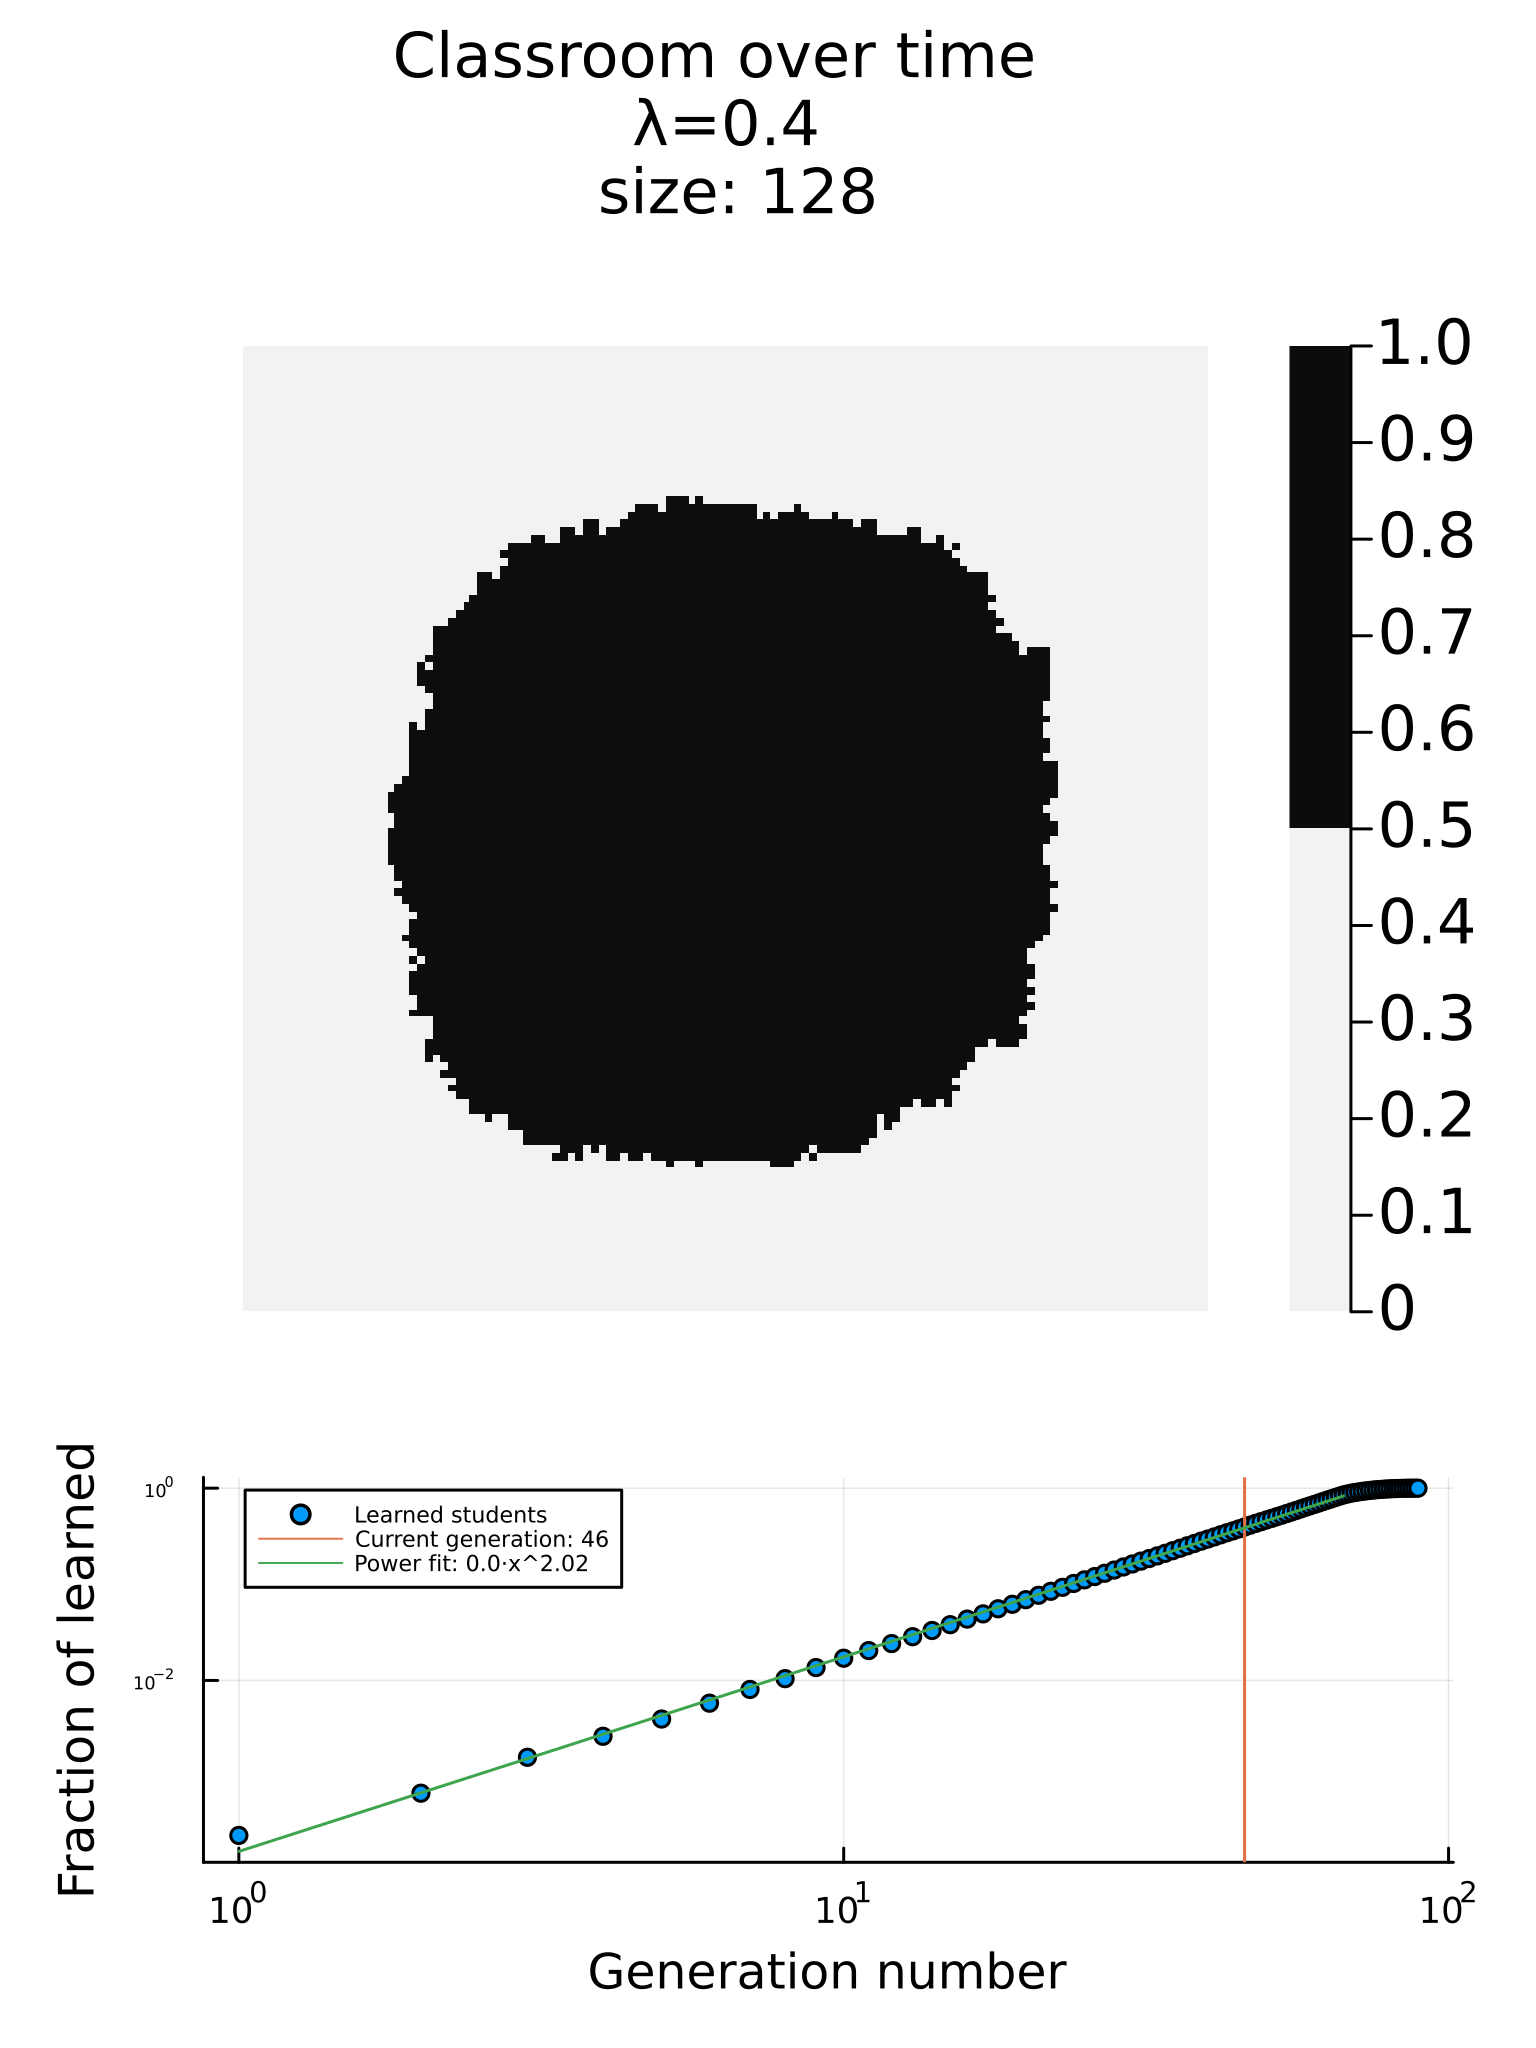 Classroom over time
λ=0.4
size: 128
1.0
0.9
0.8
0.7
0.6
0.5
0.4
0.3
0.2
0.1
0
Fraction of learned
10^0
10^−2
Learned students
Current generation: 46
Power fit: 0.0·x^2.02
10^0
10^1
10^2
Generation number